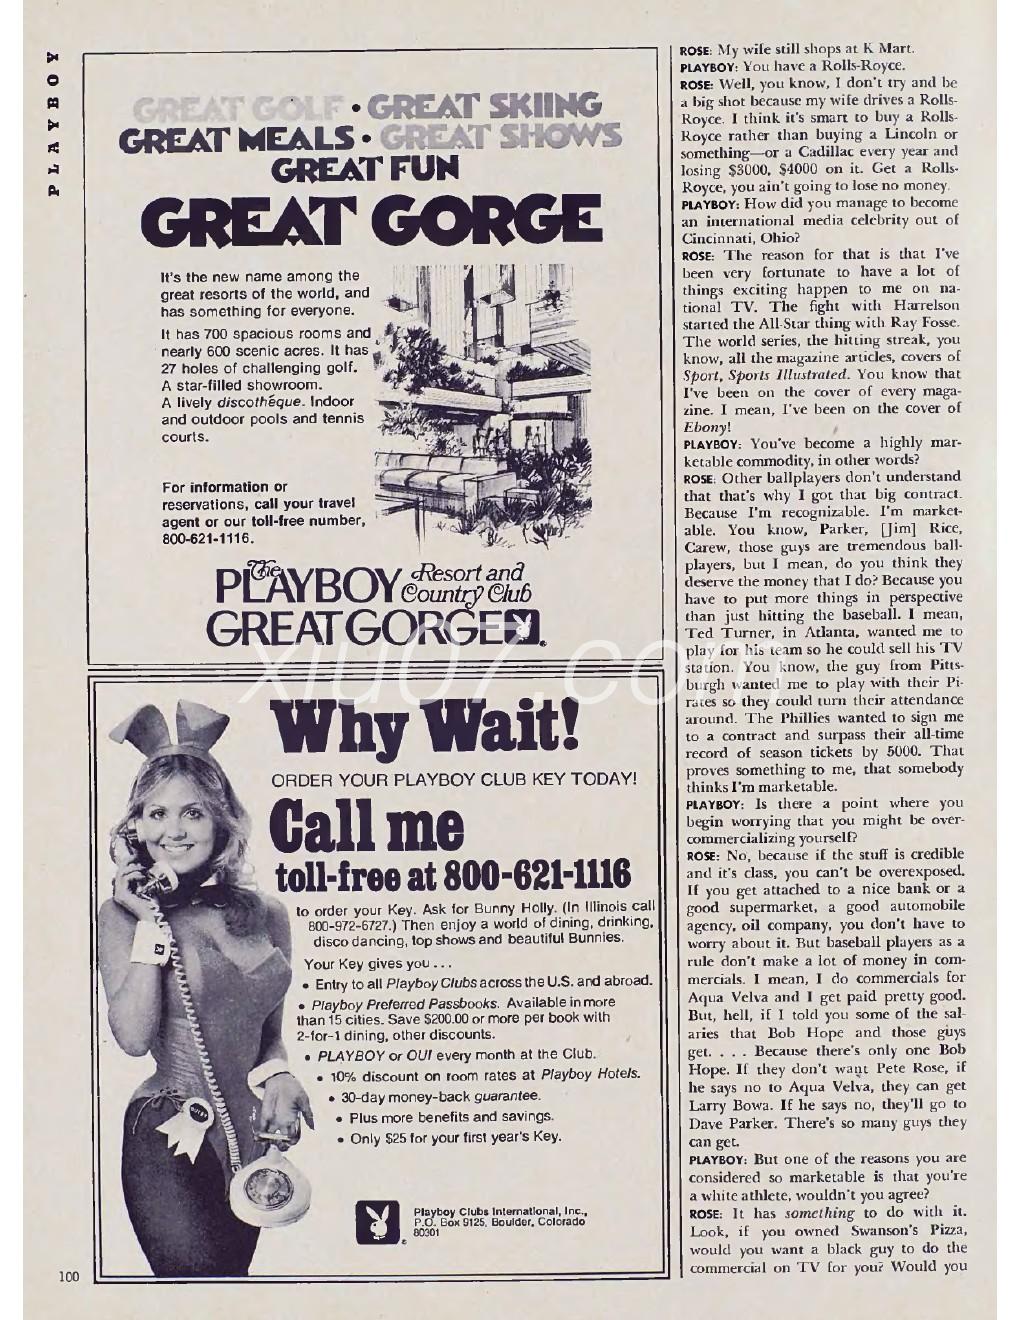 PLAYBOY
GREAT GOLF • GREAT SKIING
GREAT MEALS • GREAT SHOWS
GREAT FUN
GREAT GORGE
It's the new name among the
great resorts of the world, and
has something for everyone.
It has 700 spacious rooms and
nearly 600 scenic acres. It has
27 holes of challenging golf.
A star-filled showroom.
A lively discothéque. Indoor
and outdoor pools and tennis
courts.
For information or
reservations, call your travel
agent or our toll-free number,
800-621-1116.
The PLAYBOY Resort and
Country Club
GREAT GORGE
xiu07.com
Why Wait!
ORDER YOUR PLAYBOY CLUB KEY TODAY!
Call me
toll-free at 800-621-1116
to order your Key. Ask for Bunny Holly. (In Illinois call
800-972-6727.) Then enjoy a world of dining, drinking,
disco dancing, top shows and beautiful Bunnies.
Your Key gives you . . .
• Entry to all Playboy Clubs across the U.S. and abroad.
• Playboy Preferred Passbooks. Available in more
than 15 cities. Save $200.00 or more per book with
2-for-1 dining, other discounts.
• PLAYBOY or OUI every month at the Club.
• 10% discount on room rates at Playboy Hotels.
• 30-day money-back guarantee.
• Plus more benefits and savings.
• Only $25 for your first year's Key.
Playboy Clubs International, Inc.,
P.O. Box 9125, Boulder, Colorado
80301
100
ROSE: My wife still shops at K Mart.
PLAYBOY: You have a Rolls-Royce.
ROSE: Well, you know, I don't try and be
a big shot because my wife drives a Rolls-
Royce. I think it's smart to buy a Rolls-
Royce rather than buying a Lincoln or
something—or a Cadillac every year and
losing $3000, $4000 on it. Get a Rolls-
Royce, you ain't going to lose no money.
PLAYBOY: How did you manage to become
an international media celebrity out of
Cincinnati, Ohio?
ROSE: The reason for that is that I've
been very fortunate to have a lot of
things exciting happen to me on na-
tional TV. The fight with Harrelson
started the All-Star thing with Ray Fosse.
The world series, the hitting streak, you
know, all the magazine articles, covers of
Sport, Sports Illustrated. You know that
I've been on the cover of every maga-
zine. I mean, I've been on the cover of
Ebony!
PLAYBOY: You've become a highly mar-
ketable commodity, in other words?
ROSE: Other ballplayers don't understand
that that's why I got that big contract.
Because I'm recognizable. I'm market-
able. You know, Parker, [Jim] Rice,
Carew, those guys are tremendous ball-
players, but I mean, do you think they
deserve the money that I do? Because you
have to put more things in perspective
than just hitting the baseball. I mean,
Ted Turner, in Atlanta, wanted me to
play for his team so he could sell his TV
station. You know, the guy from Pitts-
burgh wanted me to play with their Pi-
rates so they could turn their attendance
around. The Phillies wanted to sign me
to a contract and surpass their all-time
record of season tickets by 5000. That
proves something to me, that somebody
thinks I'm marketable.
PLAYBOY: Is there a point where you
begin worrying that you might be over-
commercializing yourself?
ROSE: No, because if the stuff is credible
and it's class, you can't be overexposed.
If you get attached to a nice bank or a
good supermarket, a good automobile
agency, oil company, you don't have to
worry about it. But baseball players as a
rule don't make a lot of money in com-
mercials. I mean, I do commercials for
Aqua Velva and I get paid pretty good.
But, hell, if I told you some of the sal-
aries that Bob Hope and those guys
get. . . . Because there's only one Bob
Hope. If they don't want Pete Rose, if
he says no to Aqua Velva, they can get
Larry Bowa. If he says no, they'll go to
Dave Parker. There's so many guys they
can get.
PLAYBOY: But one of the reasons you are
considered so marketable is that you're
a white athlete, wouldn't you agree?
ROSE: It has something to do with it.
Look, if you owned Swanson's Pizza,
would you want a black guy to do the
commercial on TV for you? Would you